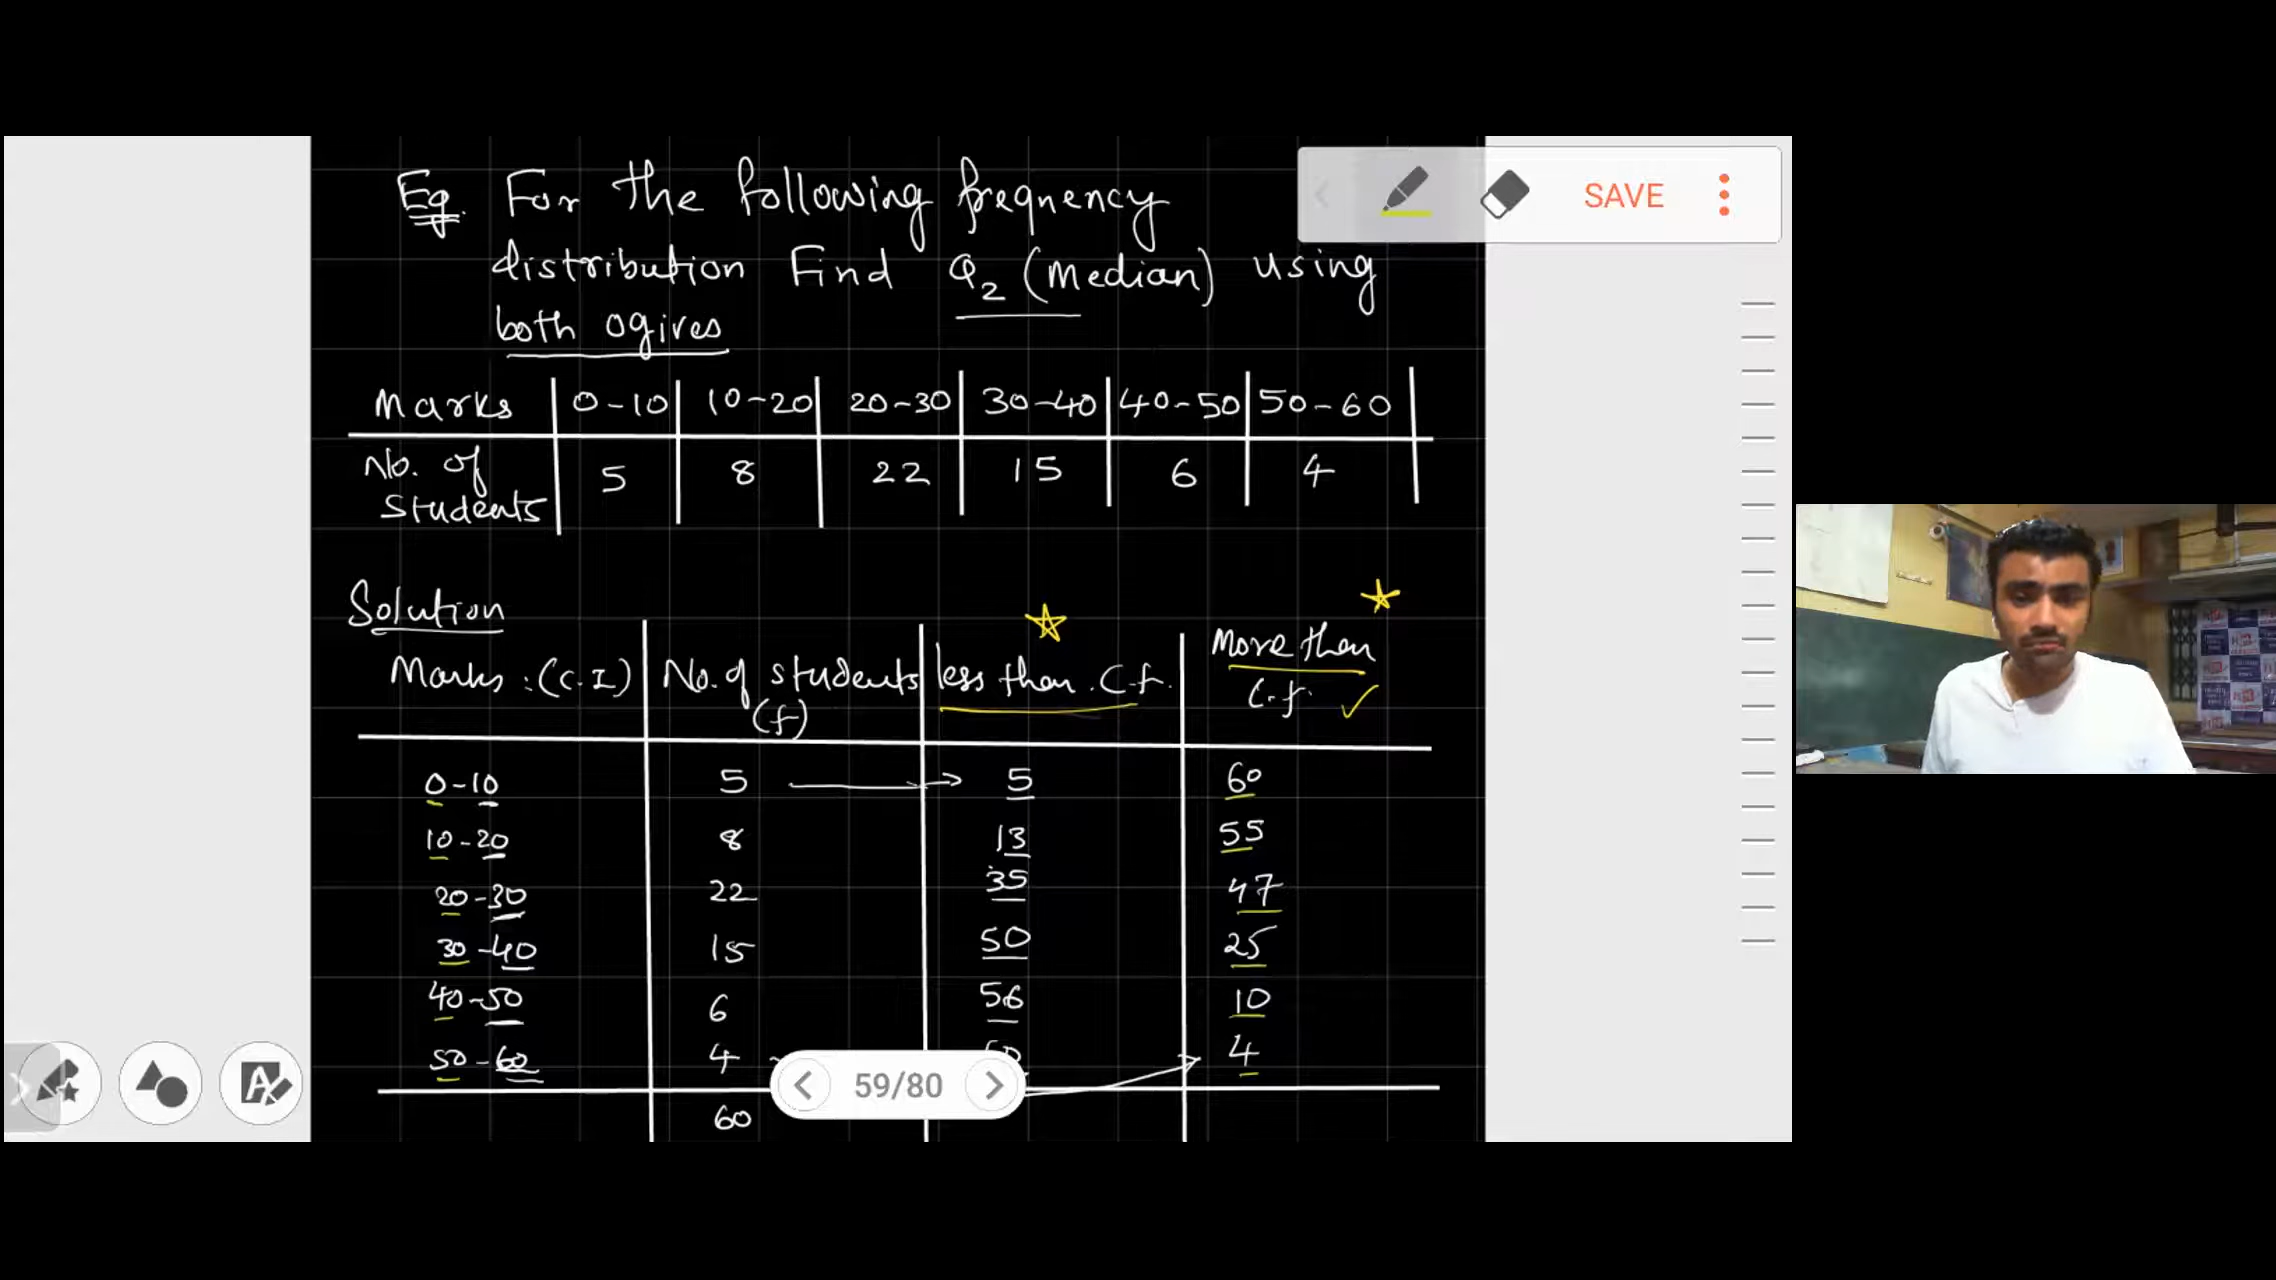 Eg. For the following frequency
distribution Find Q2 (Median) using
both ogives
SAVE
Marks | 0-10 | 10-20 | 20-30 | 30-40 | 40-50 | 50-60
No. of Students | 5 | 8 | 22 | 15 | 6 | 4
Solution
Marks:(C.I) | No. of students (f) | less than C.f. | More than C.f. ✓
0-10 | 5 | 5 | 60
10-20 | 8 | 13 | 55
20-30 | 22 | 35 | 47
30-40 | 15 | 50 | 25
40-50 | 6 | 56 | 10
50-60 | 4 | 4
60
59/80